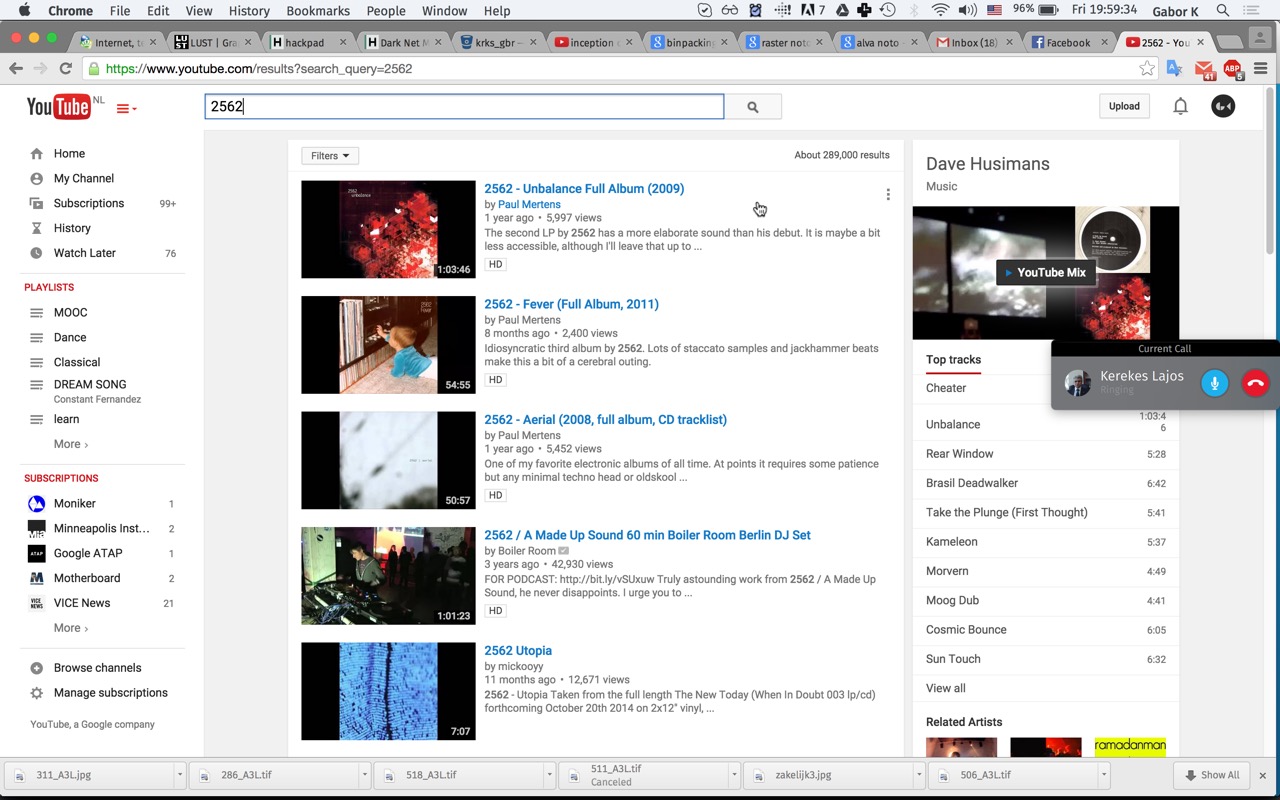 Chrome File Edit View History Bookmarks People Window Help 7 96% Fri 19:59:34 Gabor K
Internet, t
LUST | Gra
hackpad
Dark Net M
krks_gbr –
inception c
binpacking
raster noto
alva noto -
Inbox (18)
Facebook
2562 - You
https://www.youtube.com/results?search_query=2562
41
ABP
5
YouTube NL
2562
Upload
Home
My Channel
Subscriptions 99+
History
Watch Later 76
PLAYLISTS
MOOC
Dance
Classical
DREAM SONG
Constant Fernandez
learn
More ›
SUBSCRIPTIONS
Moniker 1
Minneapolis Inst... 2
ATAP Google ATAP 1
Motherboard 2
VICE NEWS VICE News 21
More ›
Browse channels
Manage subscriptions
YouTube, a Google company
Filters
About 289,000 results
2562 - Unbalance Full Album (2009)
by Paul Mertens
1 year ago • 5,997 views
The second LP by 2562 has a more elaborate sound than his debut. It is maybe a bit
less accessible, although I'll leave that up to ...
HD
1:03:46
2562 - Fever (Full Album, 2011)
by Paul Mertens
8 months ago • 2,400 views
Idiosyncratic third album by 2562. Lots of staccato samples and jackhammer beats
make this a bit of a cerebral outing.
HD
54:55
2562 - Aerial (2008, full album, CD tracklist)
by Paul Mertens
1 year ago • 5,452 views
One of my favorite electronic albums of all time. At points it requires some patience
but any minimal techno head or oldskool ...
HD
50:57
2562 / A Made Up Sound 60 min Boiler Room Berlin DJ Set
by Boiler Room
3 years ago • 42,930 views
FOR PODCAST: http://bit.ly/vSUxuw Truly astounding work from 2562 / A Made Up
Sound, he never disappoints. I urge you to ...
HD
1:01:23
2562 Utopia
by mickooyy
11 months ago • 12,671 views
2562 - Utopia Taken from the full length The New Today (When In Doubt 003 lp/cd)
forthcoming October 20th 2014 on 2x12" vinyl, ...
7:07
Dave Husimans
Music
YouTube Mix
Top tracks
Cheater
Unbalance 1:03:4
6
Rear Window 5:28
Brasil Deadwalker 6:42
Take the Plunge (First Thought) 5:41
Kameleon 5:37
Morvern 4:49
Moog Dub 4:41
Cosmic Bounce 6:05
Sun Touch 6:32
View all
Related Artists
ramadanman
Current Call
Kerekes Lajos
Ringing
311_A3L.jpg
286_A3L.tif
518_A3L.tif
511_A3L.tif
Canceled
zakelijk3.jpg
506_A3L.tif
Show All